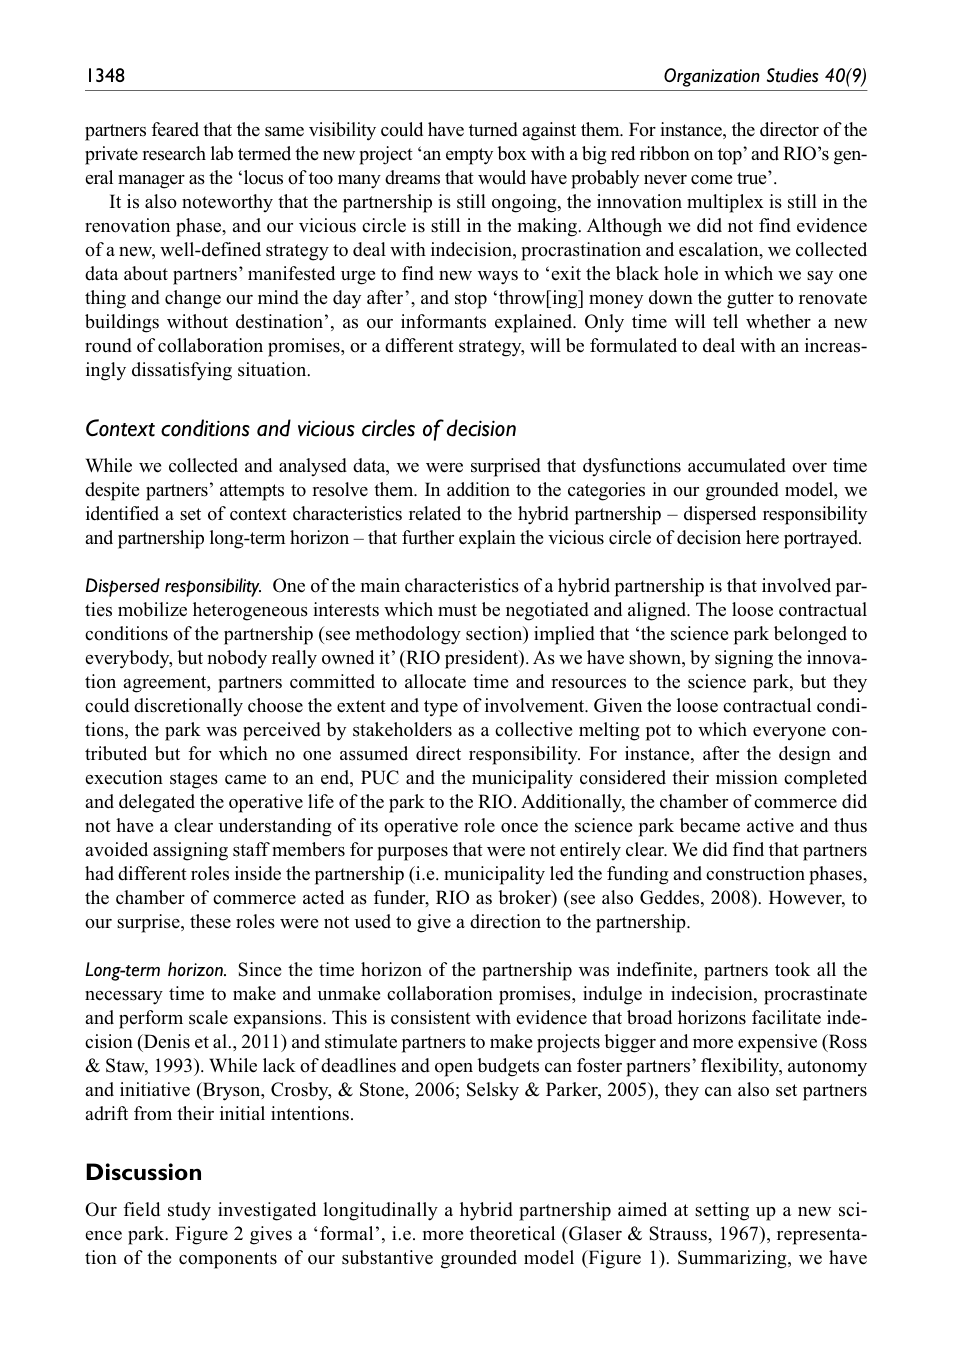 1348
Organization Studies 40(9)
partners feared that the same visibility could have turned against them. For instance, the director of the
private research lab termed the new project ‘an empty box with a big red ribbon on top’ and RIO’s gen-
eral manager as the ‘locus of too many dreams that would have probably never come true’.
It is also noteworthy that the partnership is still ongoing, the innovation multiplex is still in the
renovation phase, and our vicious circle is still in the making. Although we did not find evidence
of a new, well-defined strategy to deal with indecision, procrastination and escalation, we collected
data about partners’ manifested urge to find new ways to ‘exit the black hole in which we say one
thing and change our mind the day after’, and stop ‘throw[ing] money down the gutter to renovate
buildings without destination’, as our informants explained. Only time will tell whether a new
round of collaboration promises, or a different strategy, will be formulated to deal with an increas-
ingly dissatisfying situation.
Context conditions and vicious circles of decision
While we collected and analysed data, we were surprised that dysfunctions accumulated over time
despite partners’ attempts to resolve them. In addition to the categories in our grounded model, we
identified a set of context characteristics related to the hybrid partnership – dispersed responsibility
and partnership long-term horizon – that further explain the vicious circle of decision here portrayed.
Dispersed responsibility. One of the main characteristics of a hybrid partnership is that involved par-
ties mobilize heterogeneous interests which must be negotiated and aligned. The loose contractual
conditions of the partnership (see methodology section) implied that ‘the science park belonged to
everybody, but nobody really owned it’ (RIO president). As we have shown, by signing the innova-
tion agreement, partners committed to allocate time and resources to the science park, but they
could discretionally choose the extent and type of involvement. Given the loose contractual condi-
tions, the park was perceived by stakeholders as a collective melting pot to which everyone con-
tributed but for which no one assumed direct responsibility. For instance, after the design and
execution stages came to an end, PUC and the municipality considered their mission completed
and delegated the operative life of the park to the RIO. Additionally, the chamber of commerce did
not have a clear understanding of its operative role once the science park became active and thus
avoided assigning staff members for purposes that were not entirely clear. We did find that partners
had different roles inside the partnership (i.e. municipality led the funding and construction phases,
the chamber of commerce acted as funder, RIO as broker) (see also Geddes, 2008). However, to
our surprise, these roles were not used to give a direction to the partnership.
Long-term horizon. Since the time horizon of the partnership was indefinite, partners took all the
necessary time to make and unmake collaboration promises, indulge in indecision, procrastinate
and perform scale expansions. This is consistent with evidence that broad horizons facilitate inde-
cision (Denis et al., 2011) and stimulate partners to make projects bigger and more expensive (Ross
& Staw, 1993). While lack of deadlines and open budgets can foster partners’ flexibility, autonomy
and initiative (Bryson, Crosby, & Stone, 2006; Selsky & Parker, 2005), they can also set partners
adrift from their initial intentions.
Discussion
Our field study investigated longitudinally a hybrid partnership aimed at setting up a new sci-
ence park. Figure 2 gives a ‘formal’, i.e. more theoretical (Glaser & Strauss, 1967), representa-
tion of the components of our substantive grounded model (Figure 1). Summarizing, we have